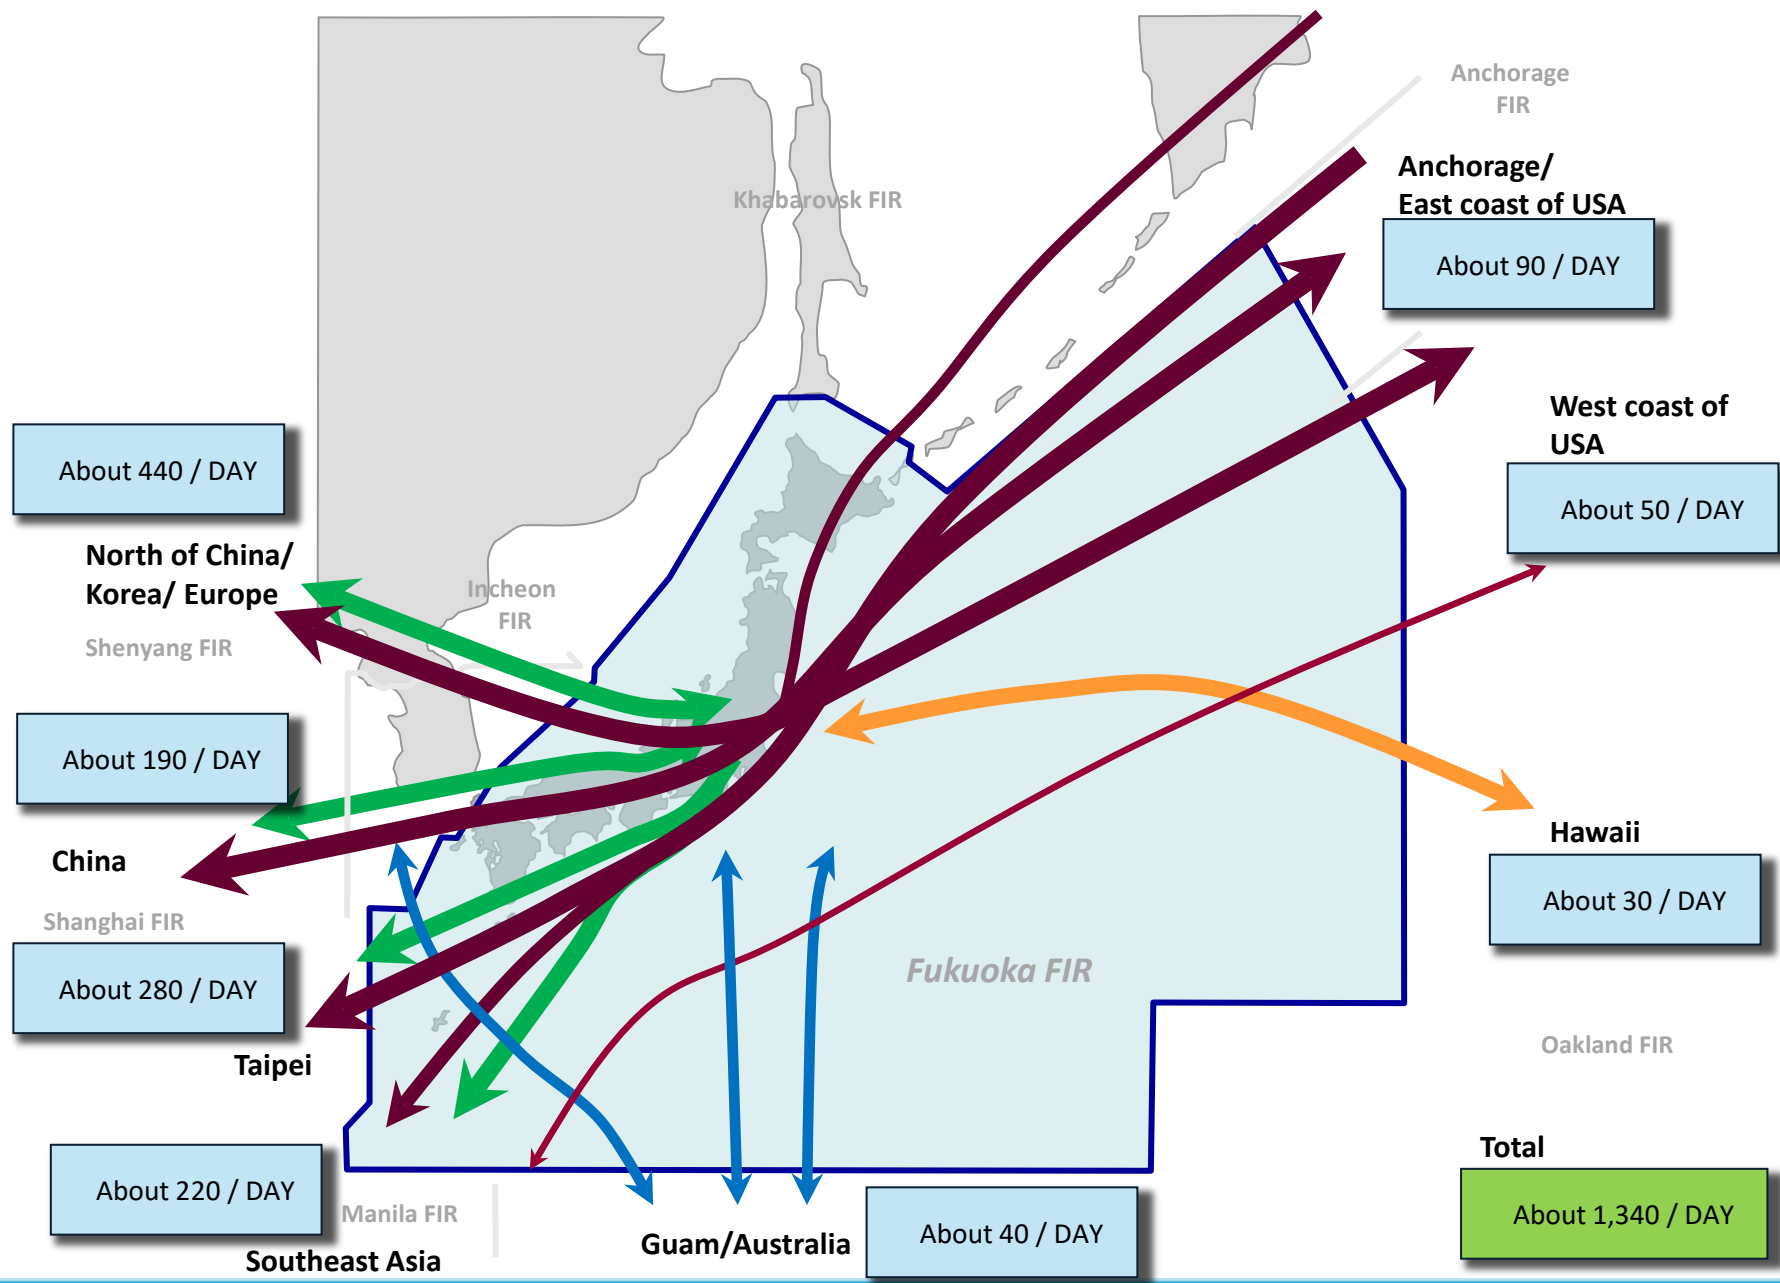 Anchorage
FIR
Anchorage/
East coast of USA
About 90 / DAY
Khabarovsk FIR
West coast of
USA
About 50 / DAY
About 440 / DAY
North of China/
Korea/ Europe
Incheon
FIR
Shenyang FIR
About 190 / DAY
China
Hawaii
About 30 / DAY
Shanghai FIR
About 280 / DAY
Fukuoka FIR
Taipei
Oakland FIR
About 220 / DAY
Manila FIR
Southeast Asia
Guam/Australia
About 40 / DAY
Total
About 1,340 / DAY